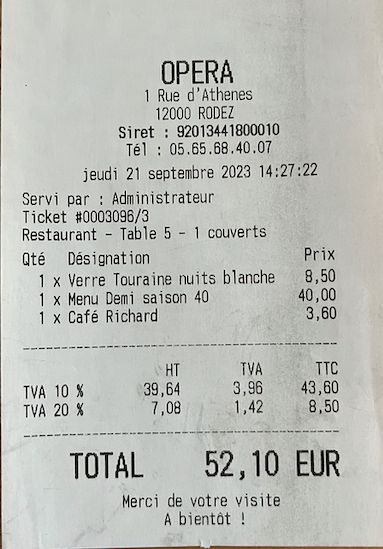 OPERA
1 Rue d'Athenes
12000 RODEZ
Siret : 92013441800010
Tél : 05.65.68.40.07
jeudi 21 septembre 2023 14:27:22
Servi par : Administrateur
Ticket #0003096/3
Restaurant - Table 5 - 1 couverts
Qté Désignation Prix
1 x Verre Touraine nuits blanche 8,50
1 x Menu Demi saison 40 40,00
1 x Café Richard 3,60
HT TVA TTC
TVA 10 % 39,64 3,96 43,60
TVA 20 % 7,08 1,42 8,50
TOTAL 52,10 EUR
Merci de votre visite
A bientôt !